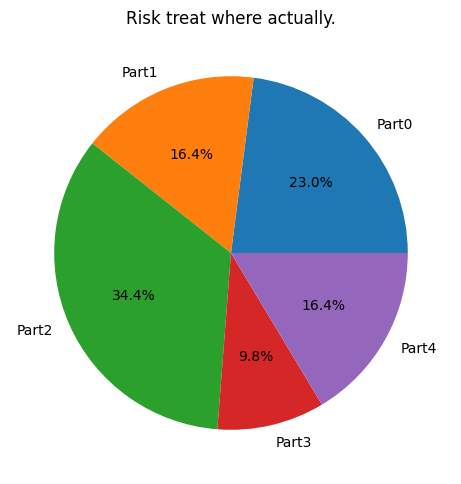 Risk treat where actually.
Part1
Part0
16.4%
23.0%
34.4%
16.4%
Part2
Part4
9.8%
Part3